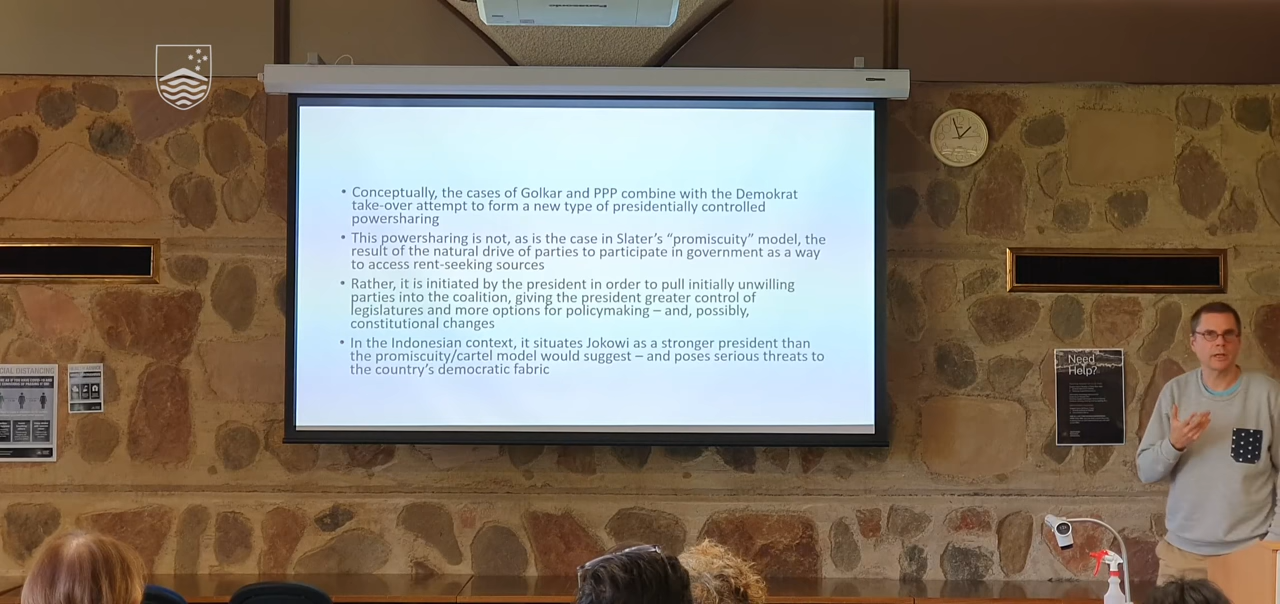 • Conceptually, the cases of Golkar and PPP combine with the Demokrat
take-over attempt to form a new type of presidentially controlled
powersharing
• This powersharing is not, as is the case in Slater's "promiscuity" model, the
result of the natural drive of parties to participate in government as a way
to access rent-seeking sources
• Rather, it is initiated by the president in order to pull initially unwilling
parties into the coalition, giving the president greater control of
legislatures and more options for policymaking – and, possibly,
constitutional changes
• In the Indonesian context, it situates Jokowi as a stronger president than
the promiscuity/cartel model would suggest – and poses serious threats to
the country's democratic fabric
DISTANCING
Need
Help?